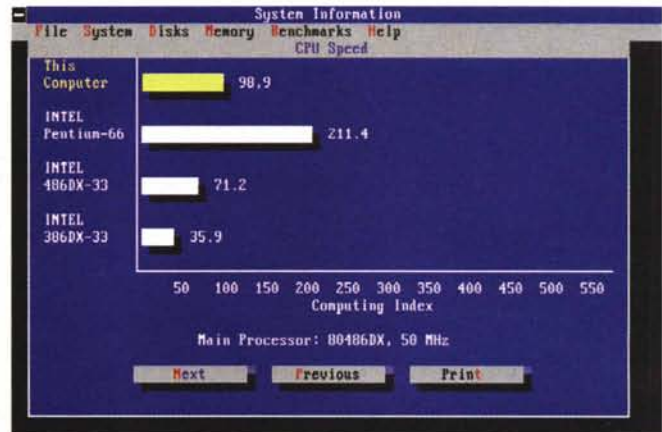 System Information
File System Disks Memory Benchmarks Help
CPU Speed
This
Computer
98.9
INTEL
Pentium-66
211.4
INTEL
486DX-33
71.2
INTEL
386DX-33
35.9
50 100 150 200 250 300 350 400 450 500 550
Computing Index
Main Processor: 80486DX, 50 MHz
Next Previous Print